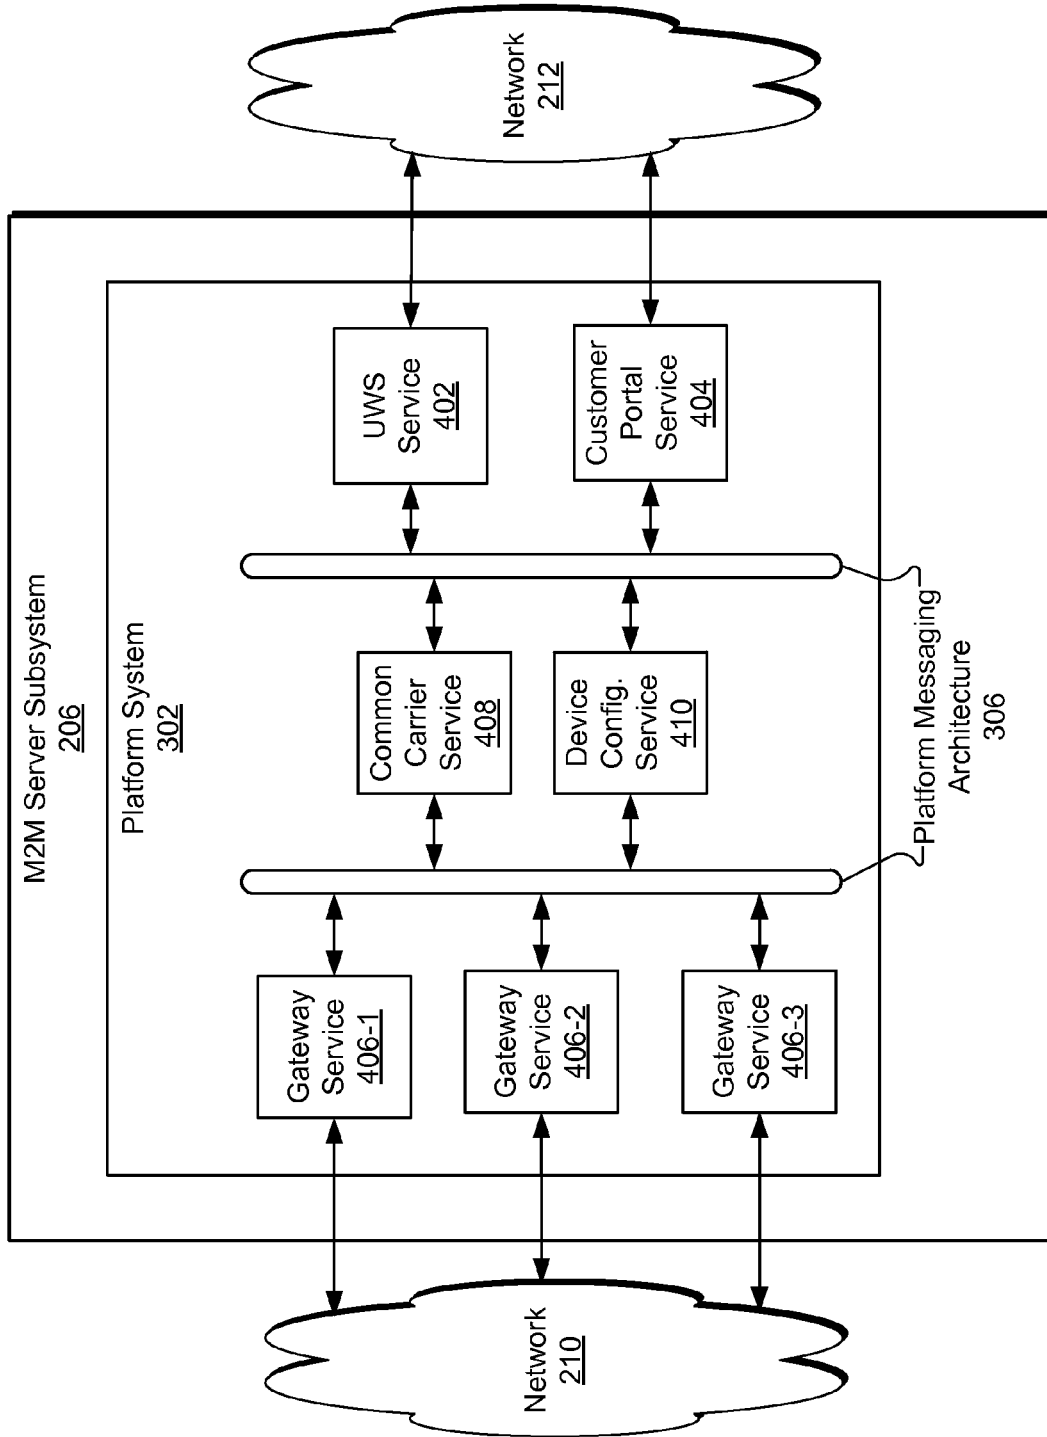 M2M Server Subsystem
206
Platform System
302
Network
210
Gateway
Service
406-1
Gateway
Service
406-2
Gateway
Service
406-3
Common
Carrier
Service
408
Device
Config.
Service
410
UWS
Service
402
Customer
Portal
Service
404
Network
212
Platform Messaging
Architecture
306